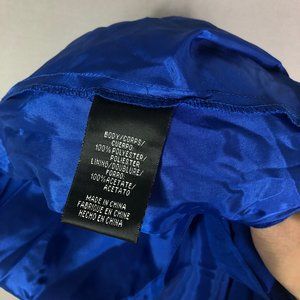 BODY/CORPS/
CUERPO:
100% POLYESTER/
POLIESTER
LINING/DOUBLURE/
FORRO:
100% ACETATE/
ACETATO
MADE IN CHINA
FABRIQUE EN CHINE
HECHO EN CHINA